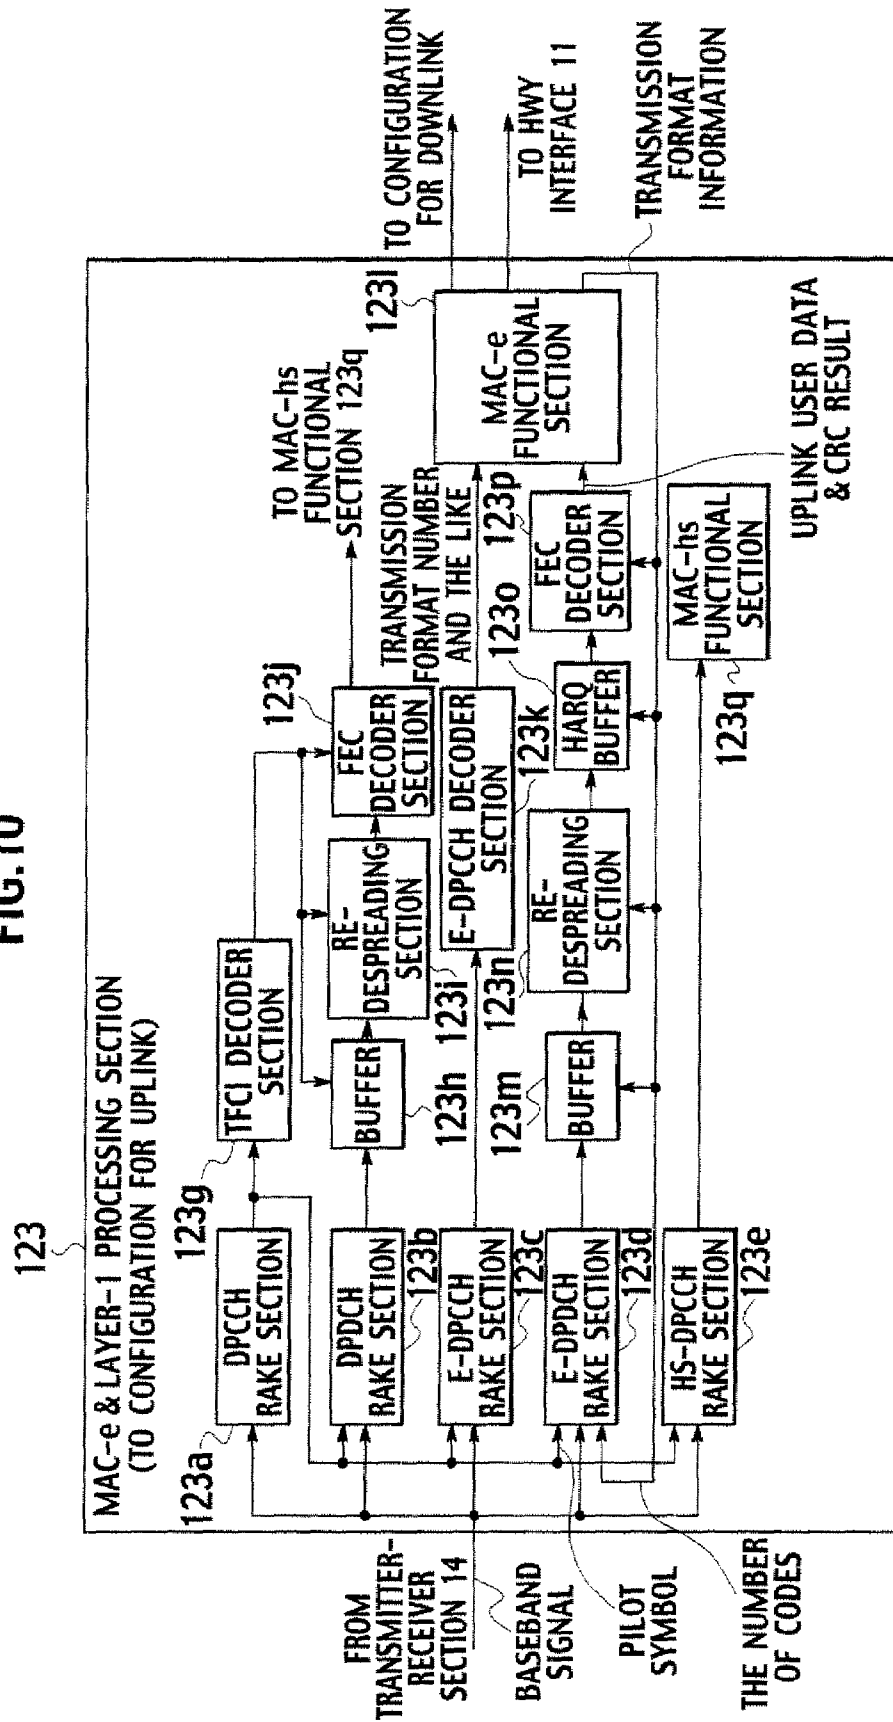 FIG.10
123
MAC-e & LAYER-1 PROCESSING SECTION
(TO CONFIGURATION FOR UPLINK)
FROM
TRANSMITTER-
RECEIVER
SECTION 14
BASEBAND
SIGNAL
PILOT
SYMBOL
THE NUMBER
OF CODES
123a
DPCCH
RAKE SECTION
123g
TFCI DECODER
SECTION
DPDCH
RAKE SECTION
123b
BUFFER
123h
RE-
DESPREADING
SECTION
123i
FEC
DECODER
SECTION
123j
TO MAC-hs
FUNCTIONAL
SECTION 123q
E-DPCCH
RAKE SECTION
123c
E-DPCCH DECODER
SECTION
123k
TRANSMISSION
FORMAT NUMBER
AND THE LIKE
E-DPDCH
RAKE SECTION
123d
123m
BUFFER
123n
RE-
DESPREADING
SECTION
123o
HARQ
BUFFER
123p
FEC
DECODER
SECTION
123l
MAC-e
FUNCTIONAL
SECTION
HS-DPCCH
RAKE SECTION
123e
MAC-hs
FUNCTIONAL
SECTION
123q
UPLINK USER DATA
& CRC RESULT
TO CONFIGURATION
FOR DOWNLINK
TO HWY
INTERFACE 11
TRANSMISSION
FORMAT
INFORMATION